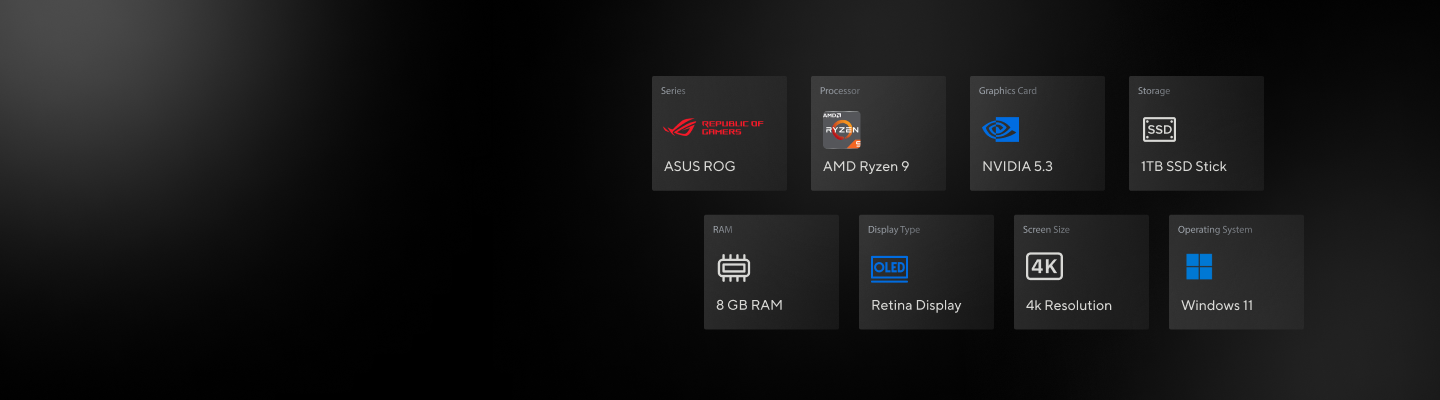 Series
REPUBLIC OF
GAMERS
ASUS ROG
Processor
AMD
RYZEN
9
AMD Ryzen 9
Graphics Card
NVIDIA 5.3
Storage
SSD
1TB SSD Stick
RAM
8 GB RAM
Display Type
OLED
Retina Display
Screen Size
4K
4k Resolution
Operating System
Windows 11